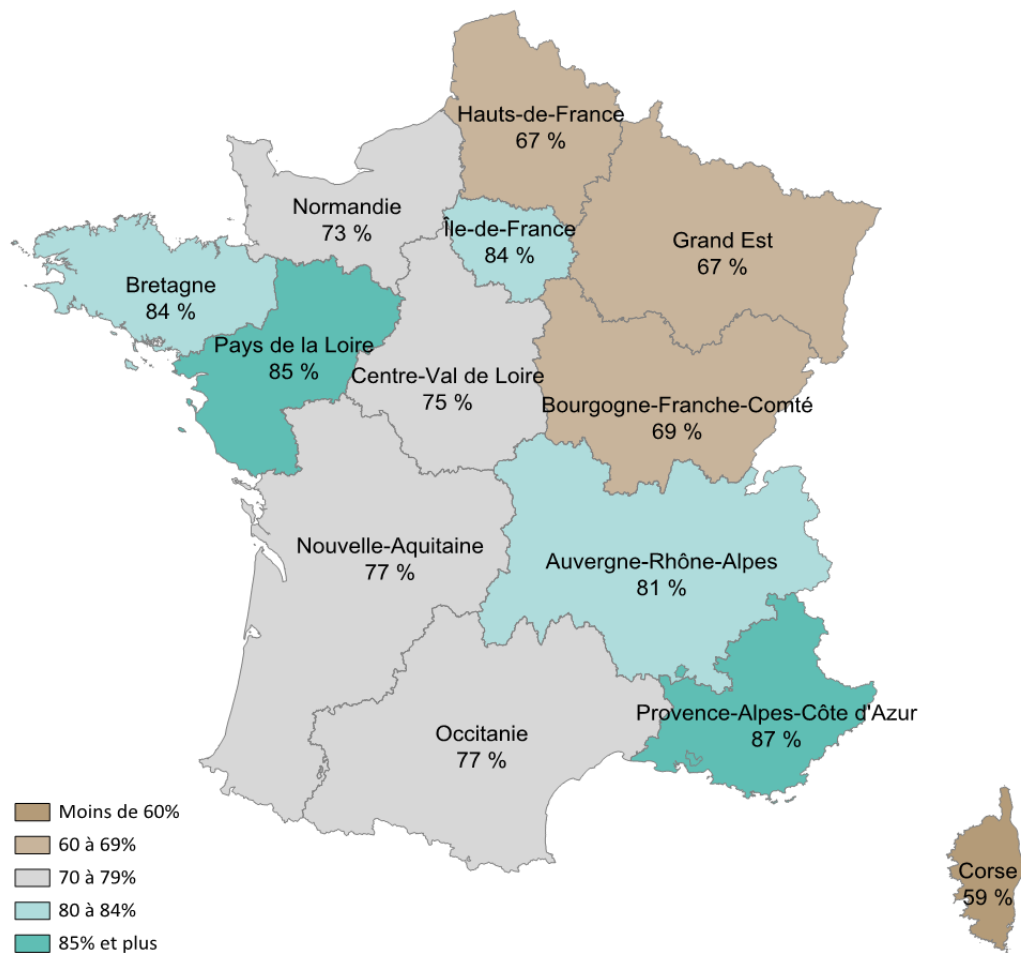 Hauts-de-France
67 %
Normandie
73 %
Île-de-France
84 %
Grand Est
67 %
Bretagne
84 %
Pays de la Loire
85 %
Centre-Val de Loire
75 %
Bourgogne-Franche-Comté
69 %
Nouvelle-Aquitaine
77 %
Auvergne-Rhône-Alpes
81 %
Provence-Alpes-Côte d'Azur
87 %
Occitanie
77 %
Corse
59 %
Moins de 60%
60 à 69%
70 à 79%
80 à 84%
85% et plus